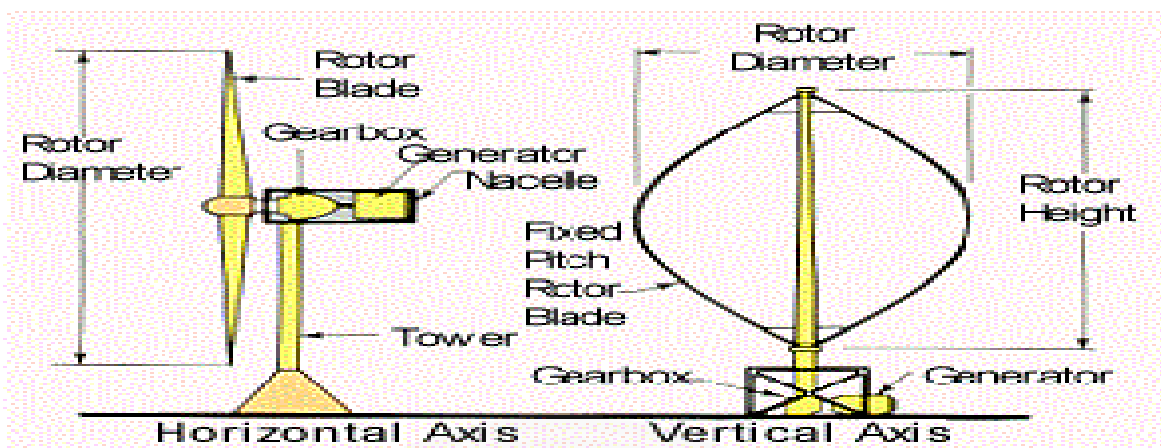 Rotor
Blade
Rotor
Diameter
Gearbox
Generator
Nacelle
Tower
Horizontal Axis
Rotor
Diameter
Rotor
Height
Fixed
Pitch
Rotor
Blade
Gearbox
Generator
Vertical Axis